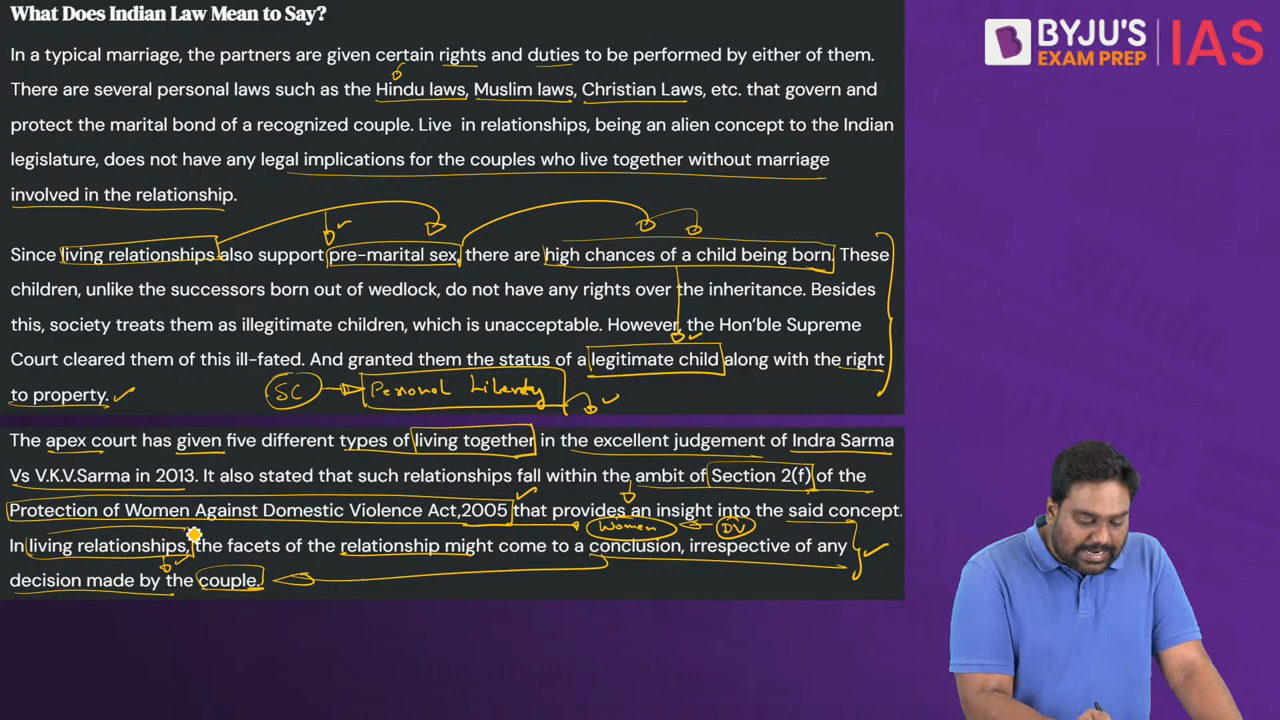 What Does Indian Law Mean to Say?
BYJU'S
EXAM PREP
IAS
In a typical marriage, the partners are given certain rights and duties to be performed by either of them.
There are several personal laws such as the Hindu laws, Muslim laws, Christian Laws, etc. that govern and
protect the marital bond of a recognized couple. Live in relationships, being an alien concept to the Indian
legislature, does not have any legal implications for the couples who live together without marriage
involved in the relationship.
Since living relationships also support pre-marital sex, there are high chances of a child being born. These
children, unlike the successors born out of wedlock, do not have any rights over the inheritance. Besides
this, society treats them as illegitimate children, which is unacceptable. However, the Hon'ble Supreme
Court cleared them of this ill-fated. And granted them the status of a legitimate child along with the right
to property.
SC
Personal Liberty
The apex court has given five different types of living together in the excellent judgement of Indra Sarma
Vs V.K.V.Sarma in 2013. It also stated that such relationships fall within the ambit of Section 2(f) of the
Protection of Women Against Domestic Violence Act,2005 that provides an insight into the said concept.
Women
DV
In living relationships, the facets of the relationship might come to a conclusion, irrespective of any
decision made by the couple.